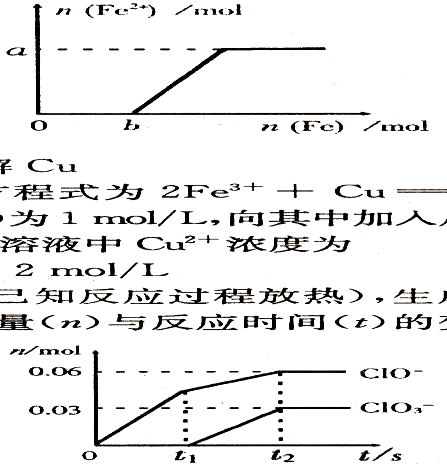 n (Fe²⁺) /mol
a
O b n (Fe) /mol
解 Cu
方程式为 2Fe³⁺ + Cu ══
为 1 mol/L,向其中加入
溶液中 Cu²⁺ 浓度为
2 mol/L
已知反应过程放热),生
量(n)与反应时间(t)的
n/mol
0.06 ClO⁻
0.03 ClO₃⁻
O t₁ t₂ t/s